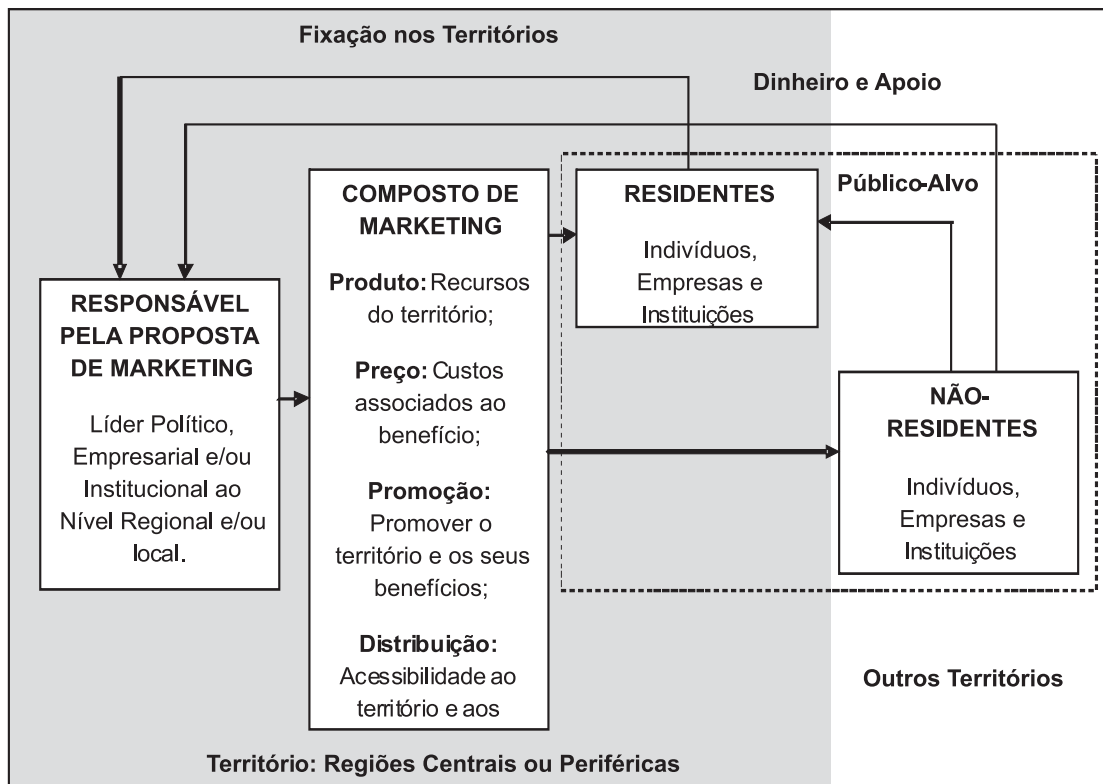 Fixação nos Territórios
Dinheiro e Apoio
Público-Alvo
RESPONSÁVEL
PELA PROPOSTA
DE MARKETING
Líder Político,
Empresarial e/ou
Institucional ao
Nível Regional e/ou
local.
COMPOSTO DE
MARKETING
Produto: Recursos
do território;
Preço: Custos
associados ao
benefício;
Promoção:
Promover o
território e os seus
benefícios;
Distribuição:
Acessibilidade ao
território e aos
RESIDENTES
Indivíduos,
Empresas e
Instituições
NÃO-
RESIDENTES
Indivíduos,
Empresas e
Instituições
Outros Territórios
Território: Regiões Centrais ou Periféricas